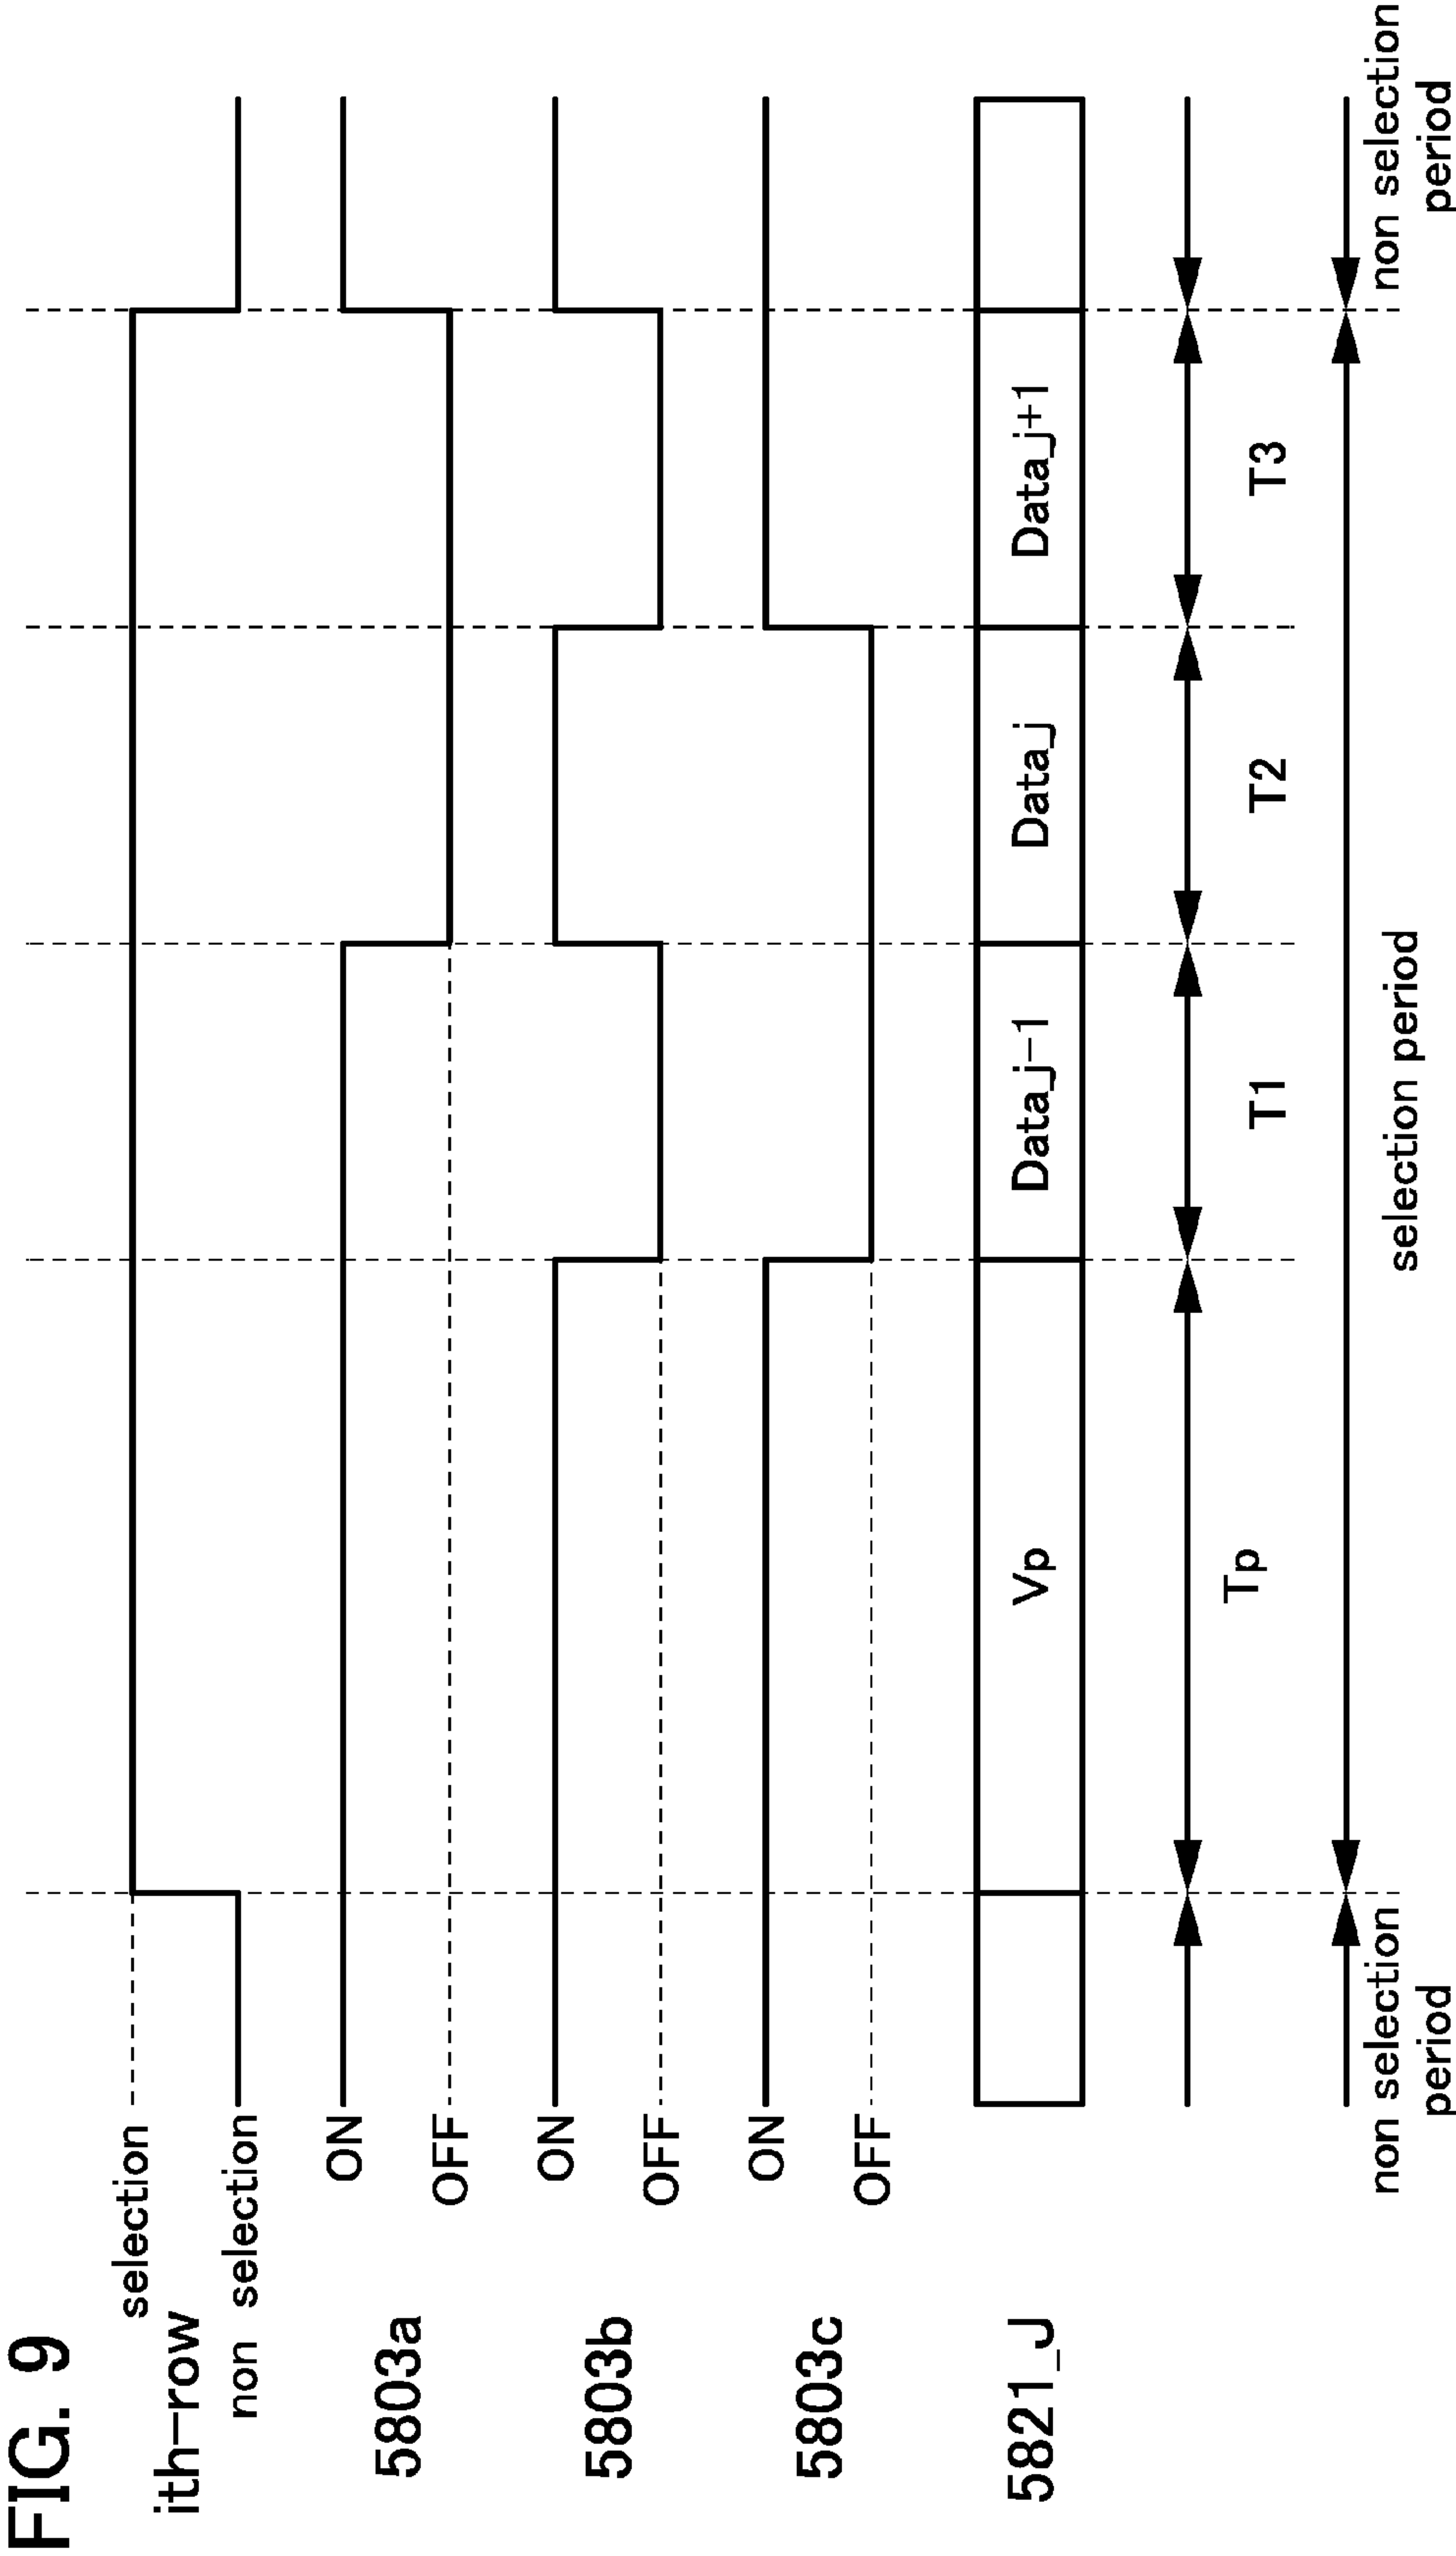 FIG. 9
selection
ith-row
non selection
ON
5803a
OFF
ON
5803b
OFF
ON
5803c
OFF
5821_J
Vp
Data_j-1
Data_j
Data_j+1
Tp
T1
T2
T3
non selection
period
selection period
non selection
period